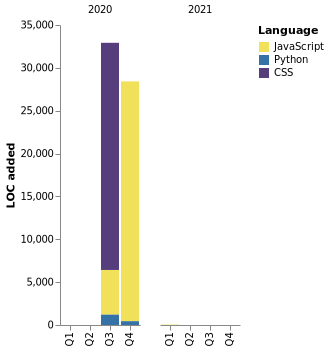 2020 2021
Language
JavaScript
Python
CSS
LOC added
35,000
30,000
25,000
20,000
15,000
10,000
5,000
0
Q1 Q2 Q3 Q4 Q1 Q2 Q3 Q4